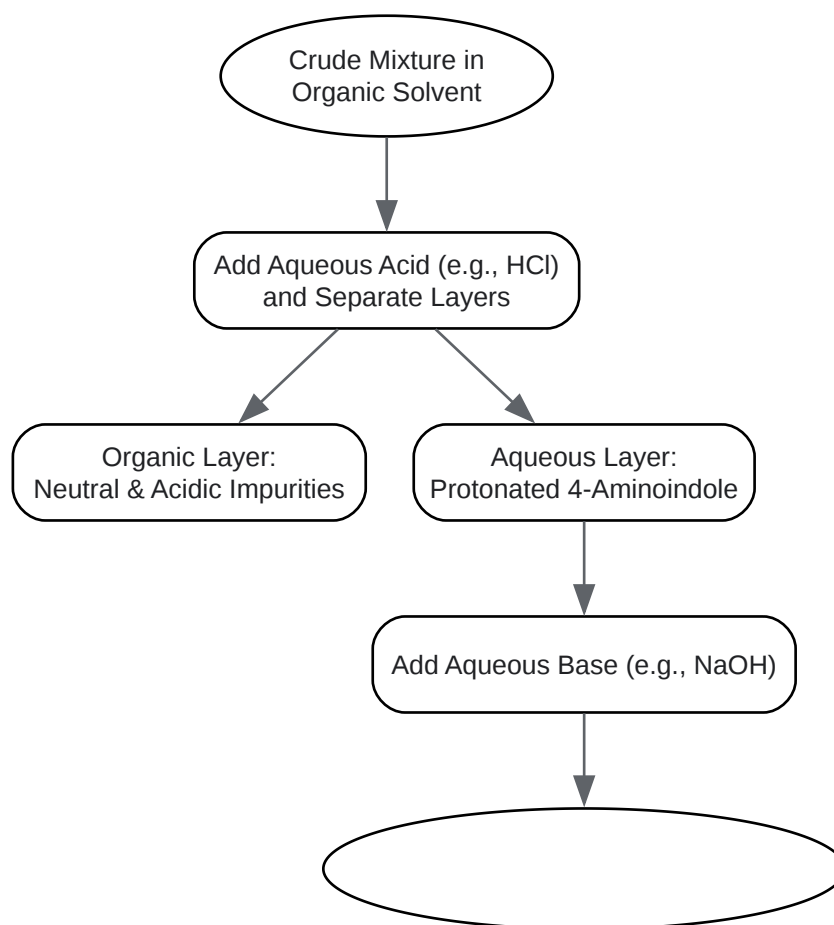 Crude Mixture in
Organic Solvent
Add Aqueous Acid (e.g., HCl)
and Separate Layers
Organic Layer:
Neutral & Acidic Impurities
Aqueous Layer:
Protonated 4-Aminoindole
Add Aqueous Base (e.g., NaOH)